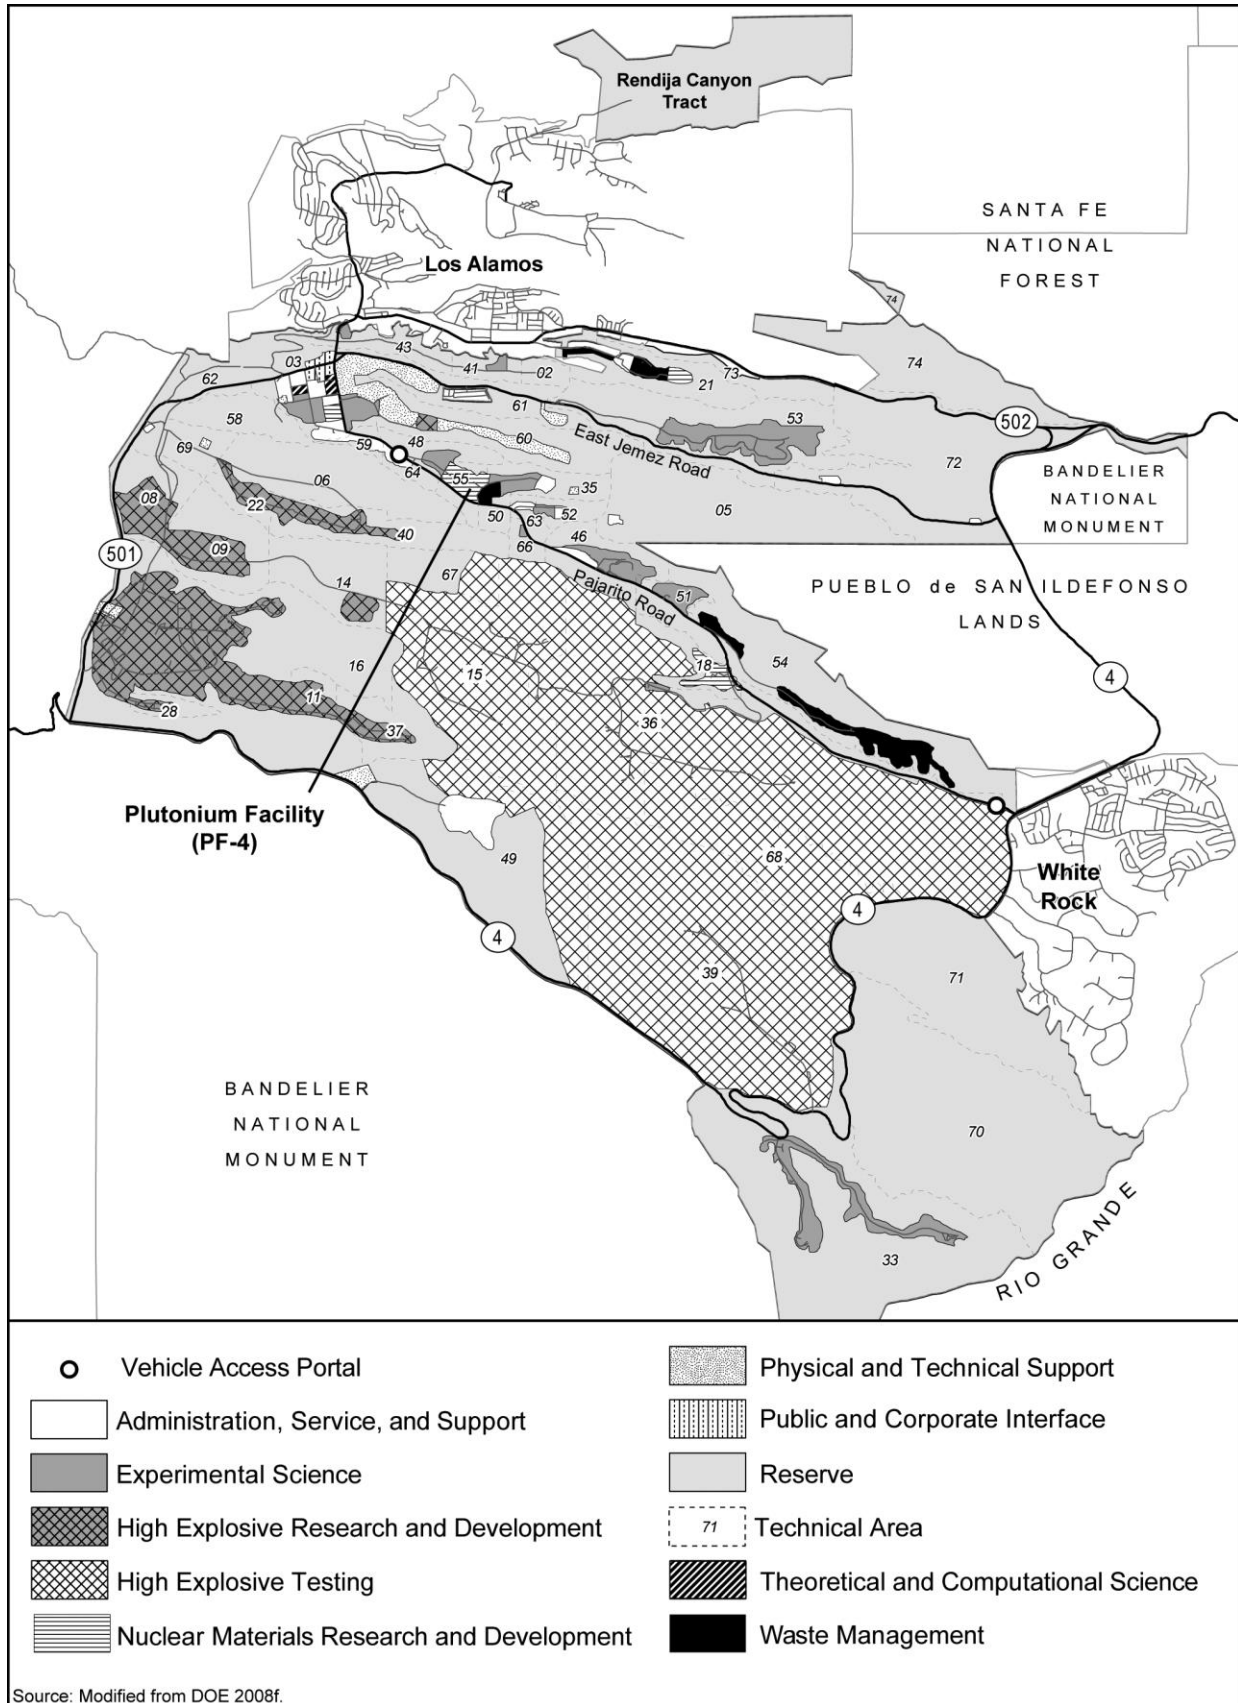 Rendija Canyon
Tract
SANTA FE
NATIONAL
FOREST
Los Alamos
74
74
43
03
41
02
73
21
62
61
53
502
58
59
48
60
East Jemez Road
72
69
64
55
35
BANDELIER
NATIONAL
MONUMENT
06
08
22
50
63
52
05
40
46
66
501
09
67
14
Pajarito Road
51
PUEBLO de SAN ILDEFONSO
LANDS
16
15
18
54
4
11
28
37
36
Plutonium Facility
(PF-4)
49
68
White
Rock
4
4
39
71
BANDELIER
NATIONAL
MONUMENT
70
33
RIO GRANDE
Vehicle Access Portal
Administration, Service, and Support
Experimental Science
High Explosive Research and Development
High Explosive Testing
Nuclear Materials Research and Development
Physical and Technical Support
Public and Corporate Interface
Reserve
71 Technical Area
Theoretical and Computational Science
Waste Management
Source: Modified from DOE 2008f.